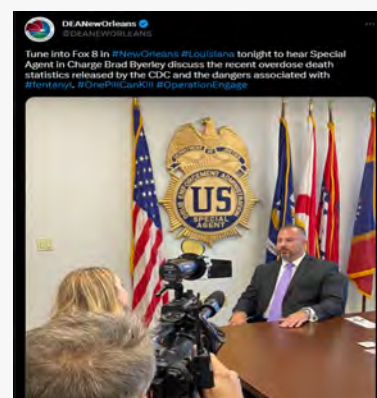 DEANewOrleans
@DEANEWORLEANS
Tune into Fox 8 in #NewOrleans #Louisiana tonight to hear Special
Agent in Charge Brad Byerley discuss the recent overdose death
statistics released by the CDC and the dangers associated with
#fentanyl. #OnePillCanKill #OperationEngage
US
SPECIAL
AGENT